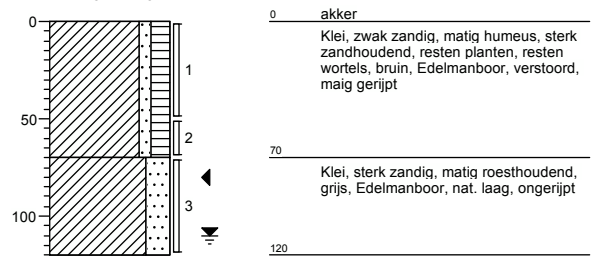 0
50
100
1
2
3
0 akker
Klei, zwak zandig, matig humeus, sterk
zandhoudend, resten planten, resten
wortels, bruin, Edelmanboor, verstoord,
maig gerijpt
70
Klei, sterk zandig, matig roesthoudend,
grijs, Edelmanboor, nat. laag, ongerijpt
120